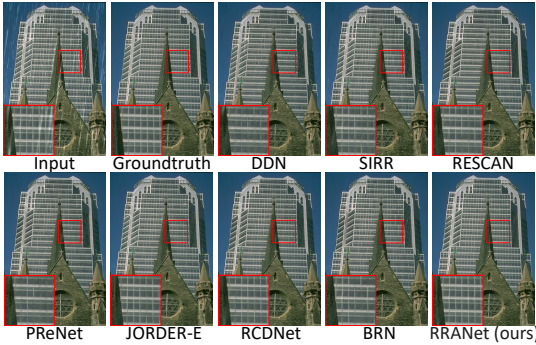 Input Groundtruth DDN SIRR RESCAN
PReNet JORDER-E RCDNet BRN RRANet (ours)